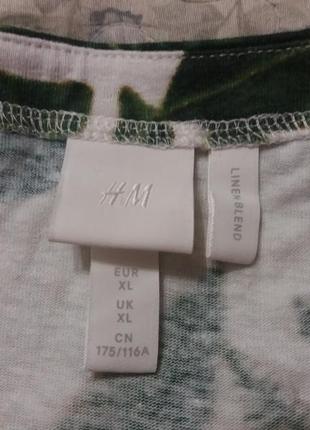 H&M
LINEN BLEND
EUR
XL
UK
XL
CN
175/116A